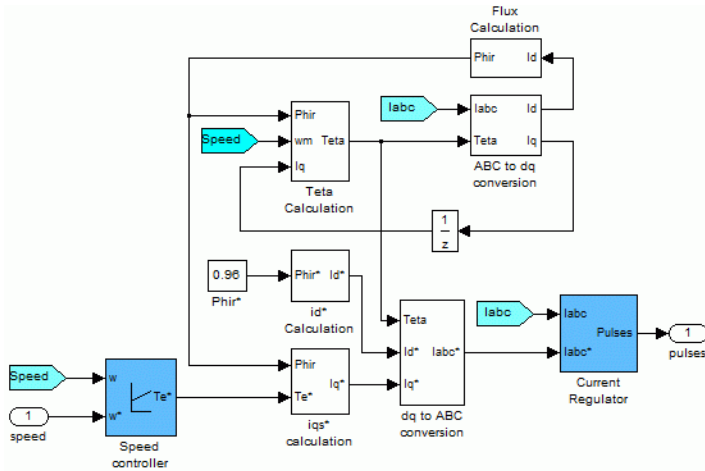 Flux
Calculation
Phir Id
Iabc
Iabc Id
Teta Iq
ABC to dq
conversion
Speed
Phir
wm Teta
Iq
Teta
Calculation
1
z
0.96
Phir*
Phir* Id*
id*
Calculation
Phir
Te* Iq*
iqs*
calculation
Teta
Id* Iabc*
Iq*
dq to ABC
conversion
Iabc
Iabc
Pulses
Iabc*
Current
Regulator
1
pulses
Speed
1
speed
w
Te*
w*
Speed
controller